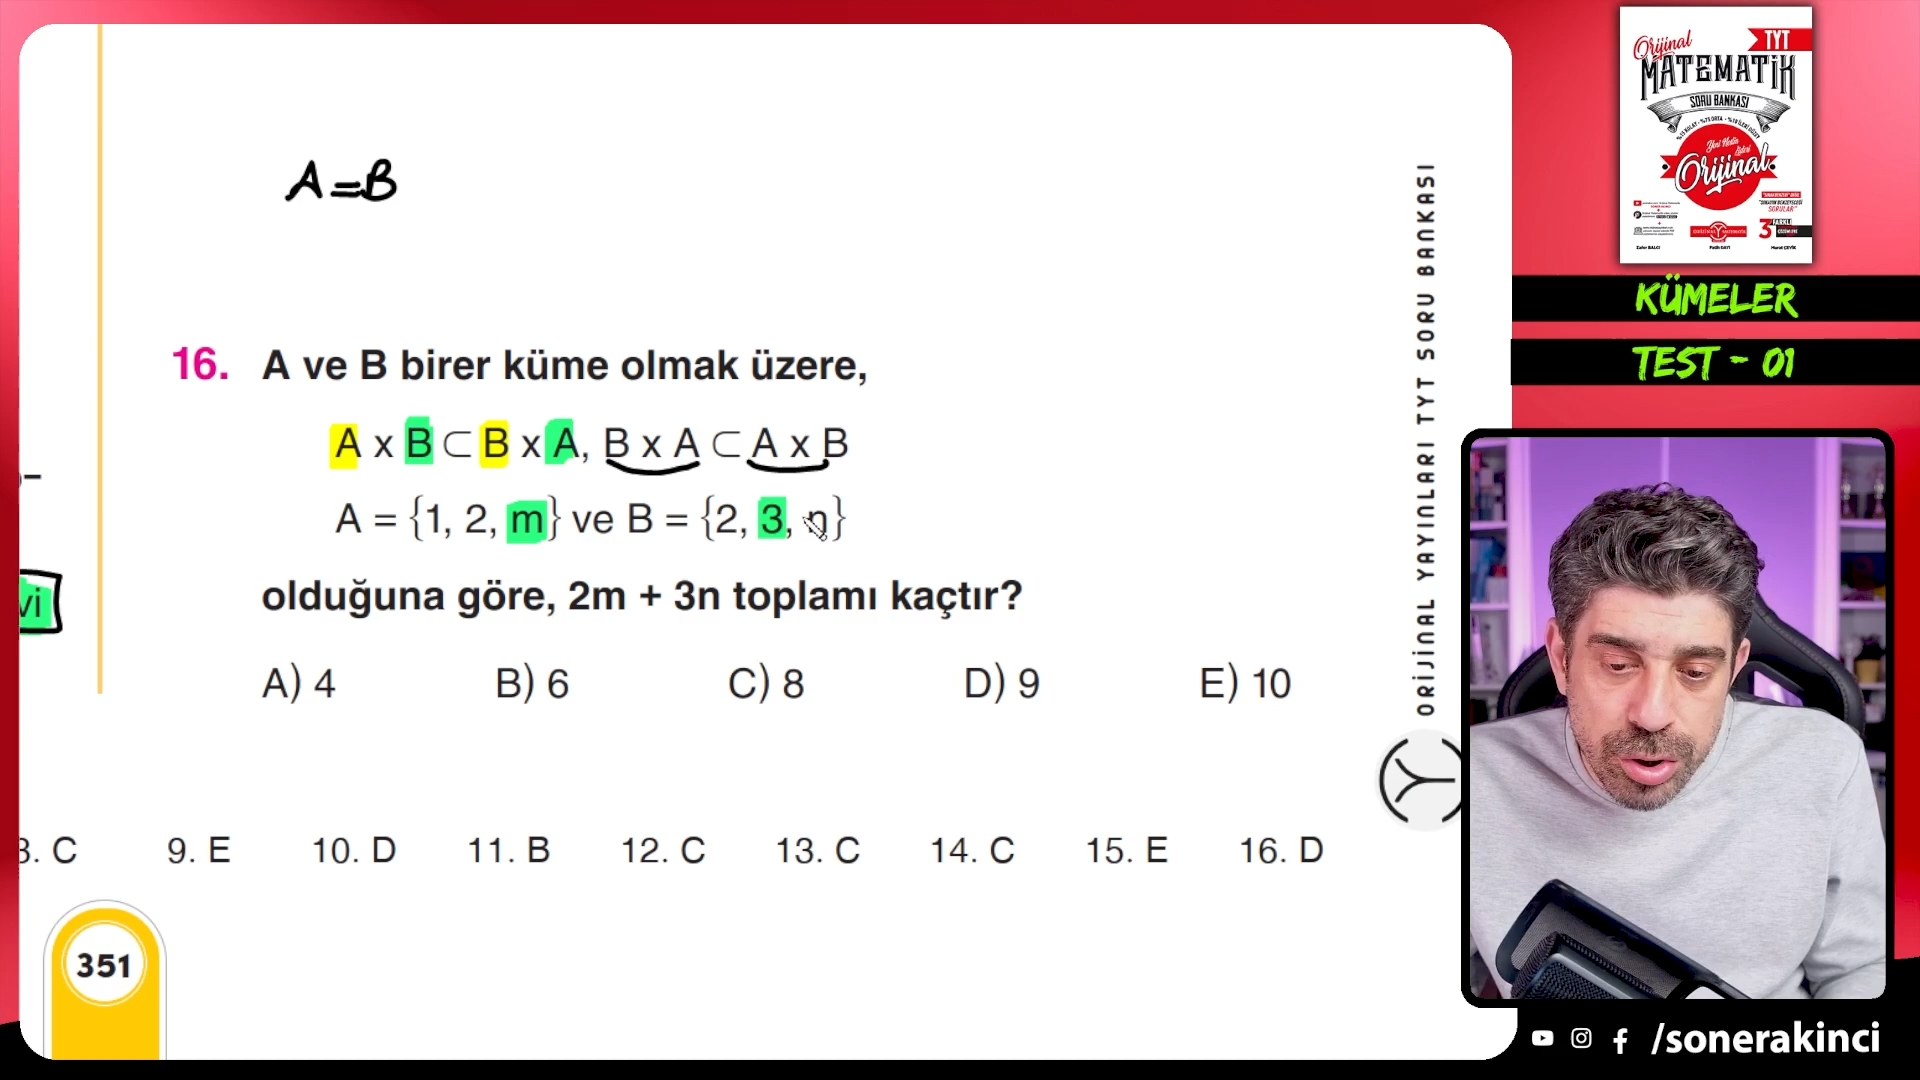 A=B
16. A ve B birer küme olmak üzere,
A x B ⊂ B x A, B x A ⊂ A x B
A = {1, 2, m} ve B = {2, 3, n}
olduğuna göre, 2m + 3n toplamı kaçtır?
A) 4 B) 6 C) 8 D) 9 E) 10
vi
3. C 9. E 10. D 11. B 12. C 13. C 14. C 15. E 16. D
351
ORİJİNAL YAYINLARI TYT SORU BANKASI
Orijinal
TYT
MATEMATİK
SORU BANKASI
Orijinal
KÜMELER
TEST - 01
/sonerakinci